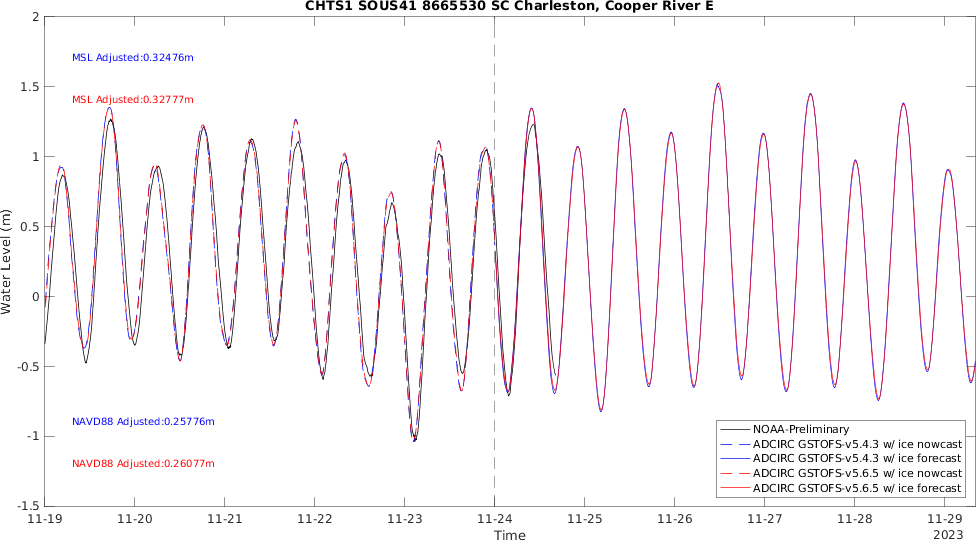 CHTS1 SOUS41 8665530 SC Charleston, Cooper River E
2
1.5
1
0.5
0
-0.5
-1
-1.5
Water Level (m)
MSL Adjusted:0.32476m
MSL Adjusted:0.32777m
NAVD88 Adjusted:0.25776m
NAVD88 Adjusted:0.26077m
NOAA-Preliminary
ADCIRC GSTOFS-v5.4.3 w/ ice nowcast
ADCIRC GSTOFS-v5.4.3 w/ ice forecast
ADCIRC GSTOFS-v5.6.5 w/ ice nowcast
ADCIRC GSTOFS-v5.6.5 w/ ice forecast
11-19 11-20 11-21 11-22 11-23 11-24 11-25 11-26 11-27 11-28 11-29
Time
2023